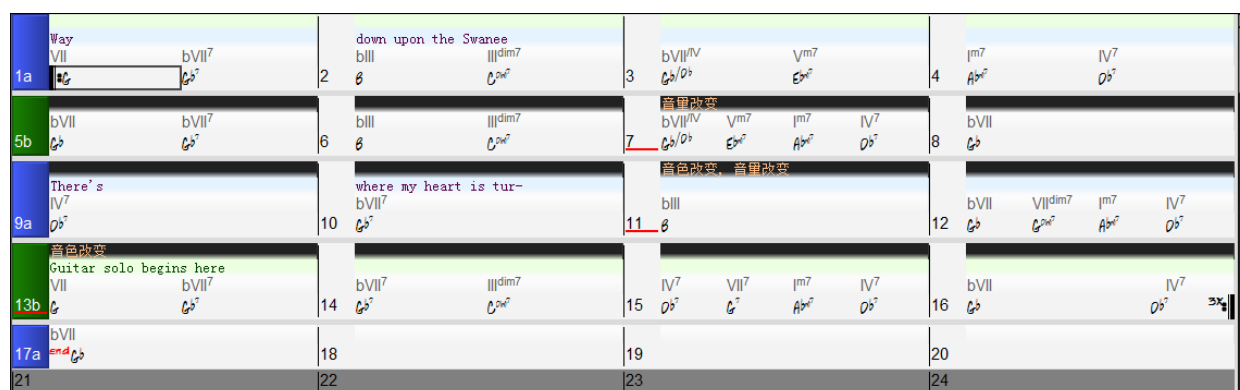 Way down upon the Swanee
VII bVII7 bIII IIIdim7 bVII/IV Vm7 Im7 IV7
1a G Gb7 2 B Cdim7 3 Gb/Db Ebm7 4 Abm7 Db7
音量改变
bVII bVII7 bIII IIIdim7 bVII/IV Vm7 Im7 IV7 bVII
5b Gb Gb7 6 B Cdim7 7 Gb/Db Ebm7 Abm7 Db7 8 Gb
音色改变, 音量改变
There's where my heart is tur-
IV7 bVII7 bIII bVII VIIdim7 Im7 IV7
9a Db7 10 Gb7 11 B 12 Gb Gdim7 Abm7 Db7
音色改变
Guitar solo begins here
VII bVII7 bVII7 IIIdim7 IV7 VII7 Im7 IV7 bVII IV7
13b G Gb7 14 Gb7 Cdim7 15 Db7 G7 Abm7 Db7 16 Gb Db7 3x
bVII
17a End Gb 18 19 20
21 22 23 24